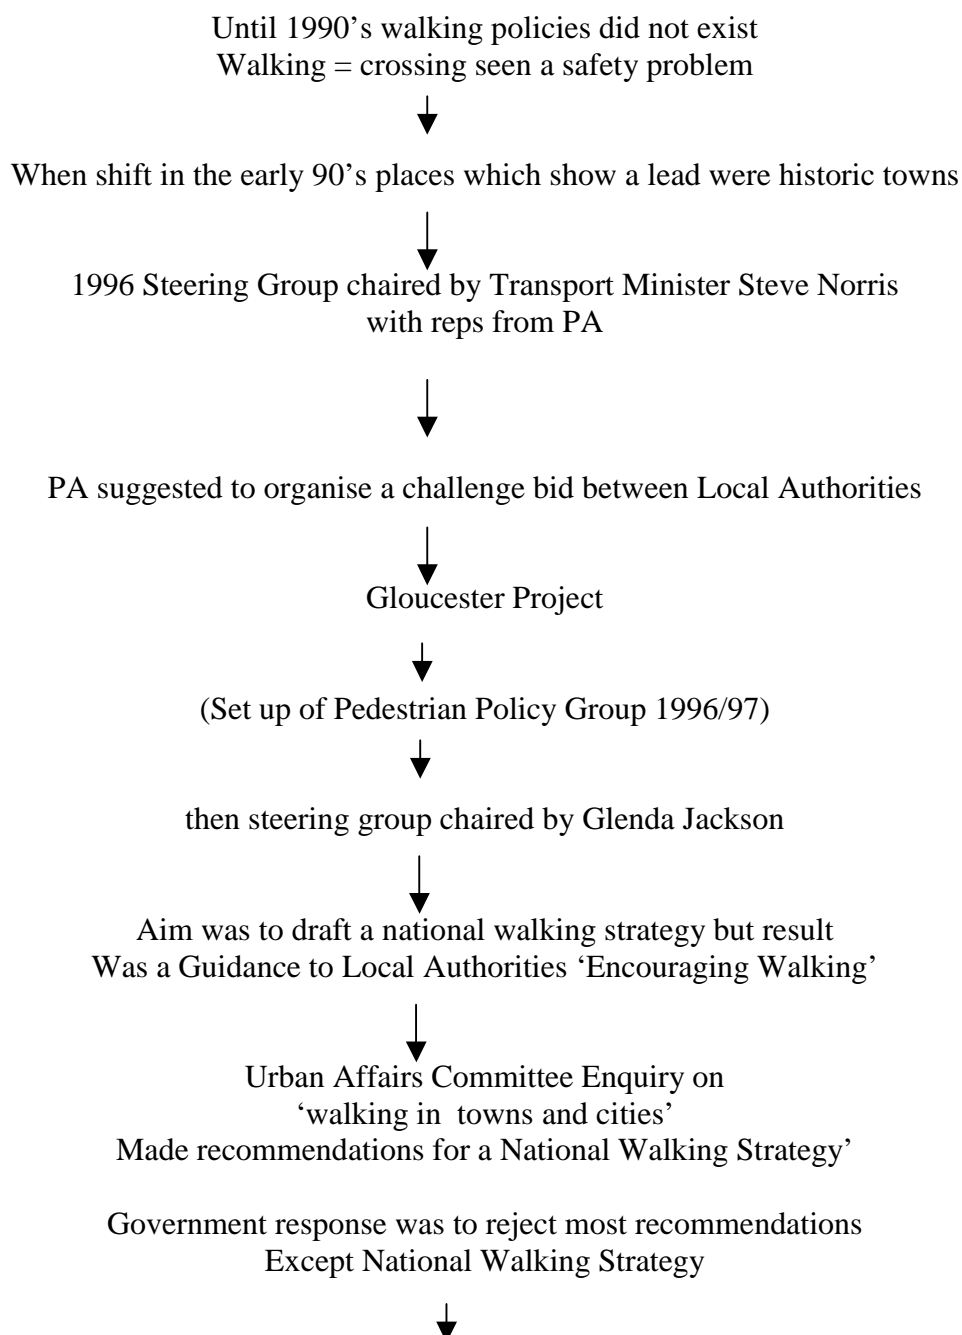 Until 1990’s walking policies did not exist
Walking = crossing seen a safety problem
When shift in the early 90’s places which show a lead were historic towns
1996 Steering Group chaired by Transport Minister Steve Norris
with reps from PA
PA suggested to organise a challenge bid between Local Authorities
Gloucester Project
(Set up of Pedestrian Policy Group 1996/97)
then steering group chaired by Glenda Jackson
Aim was to draft a national walking strategy but result
Was a Guidance to Local Authorities ‘Encouraging Walking’
Urban Affairs Committee Enquiry on
‘walking in towns and cities’
Made recommendations for a National Walking Strategy’
Government response was to reject most recommendations
Except National Walking Strategy